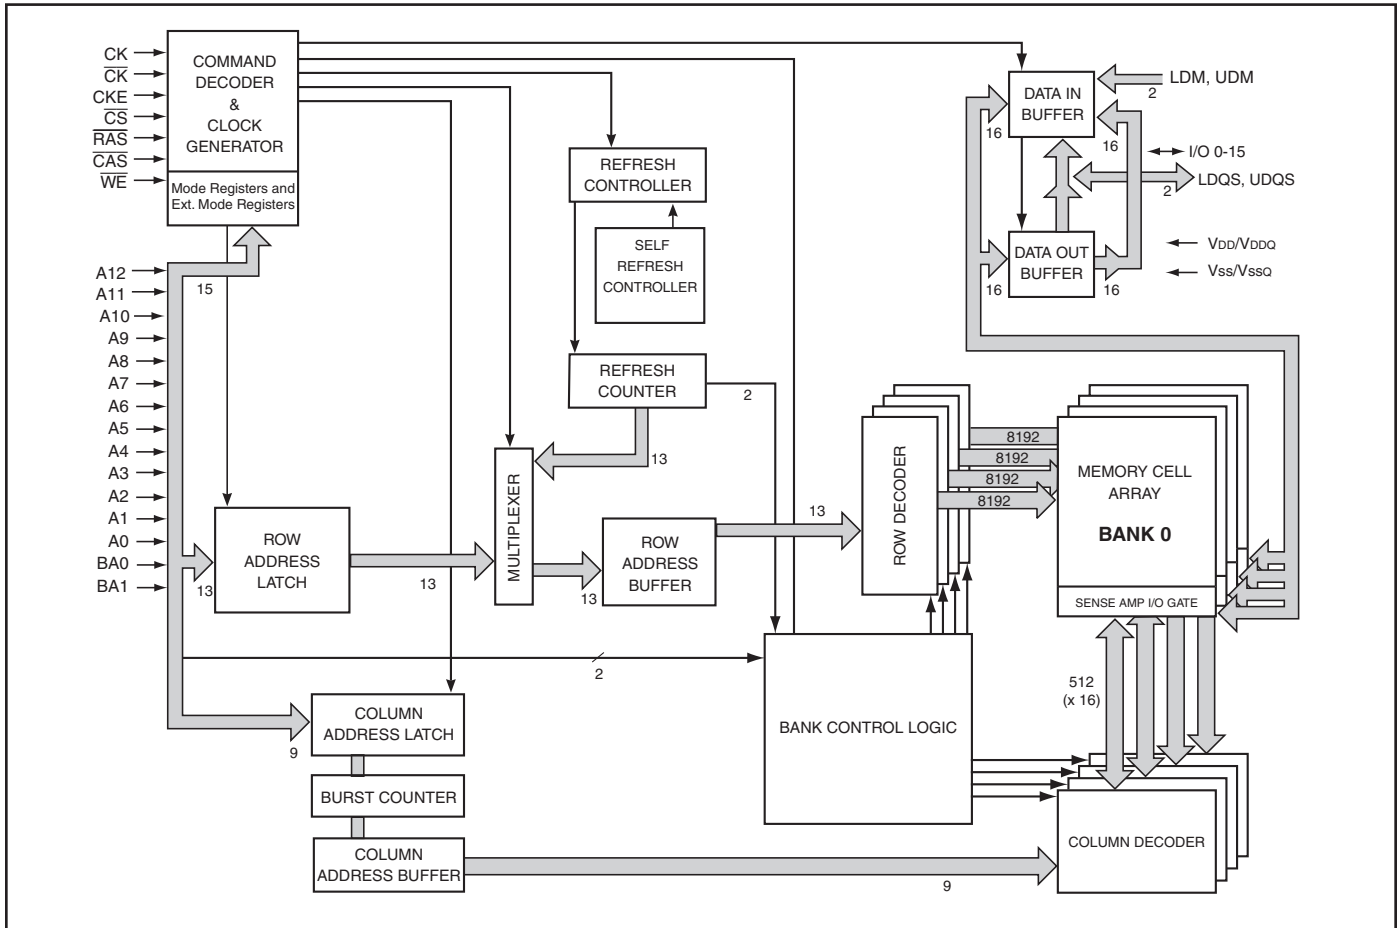 CK
C̅K̅
CKE
C̅S̅
R̅A̅S̅
C̅A̅S̅
W̅E̅
COMMAND
DECODER
&
CLOCK
GENERATOR
Mode Registers and
Ext. Mode Registers
A12
A11
A10
A9
A8
A7
A6
A5
A4
A3
A2
A1
A0
BA0
BA1
15
13
ROW
ADDRESS
LATCH
13
9
COLUMN
ADDRESS LATCH
BURST COUNTER
COLUMN
ADDRESS BUFFER
9
REFRESH
CONTROLLER
SELF
REFRESH
CONTROLLER
REFRESH
COUNTER
2
13
MULTIPLEXER
13
ROW
ADDRESS
BUFFER
13
2
BANK CONTROL LOGIC
ROW DECODER
8192
8192
8192
8192
MEMORY CELL
ARRAY
BANK 0
SENSE AMP I/O GATE
512
(x 16)
COLUMN DECODER
DATA IN
BUFFER
LDM, UDM
2
16
16
I/O 0-15
LDQS, UDQS
2
DATA OUT
BUFFER
16
16
VDD/VDDQ
Vss/VssQ